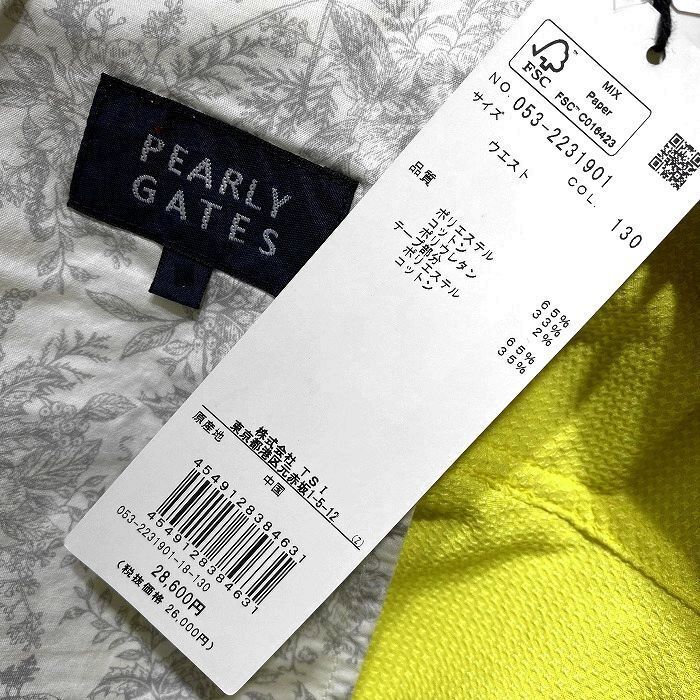 PEARLY
GATES
FSC
MIX
Paper
FSC™ C016423
NO. 053-2231901
サイズ COL. 130
ウエスト
品質
ポリエステル 65%
コットン 33%
ポリウレタン 2%
テープ部分
ポリエステル 65%
コットン 35%
株式会社 TSI
東京都港区元赤坂1-5-12
原産地 中国
(2)
4549128384631
4549128384631
053-2231901-18-130
28,600円
(税抜価格 26,000円)